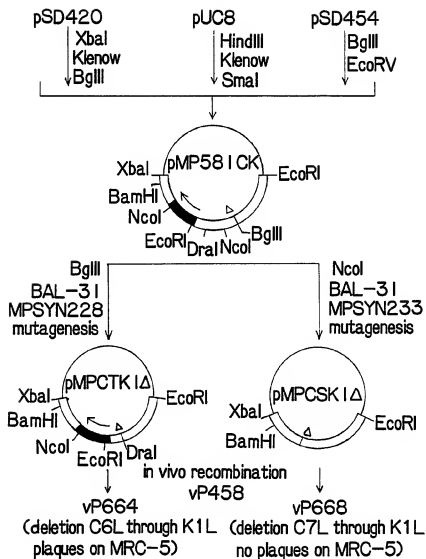 pSD420 pUC8 pSD454
XbaI HindIII BglI
Klenow Klenow EcoRV
BglII SmaI
pMP581CK
XbaI EcoRI
BamHI
NcoI BglII
EcoRI DraI NcoI
BglII NcoI
BAL-31 BAL-31
MPSYN228 MPSYN233
mutagenesis mutagenesis
pMPCTK1Δ pMPCSK1Δ
XbaI EcoRI XbaI EcoRI
BamHI BamHI
NcoI DraI
EcoRI
in vivo recombination
vP458
vP664 vP668
(deletion C6L through K1L (deletion C7L through K1L
plaques on MRC-5) no plaques on MRC-5)